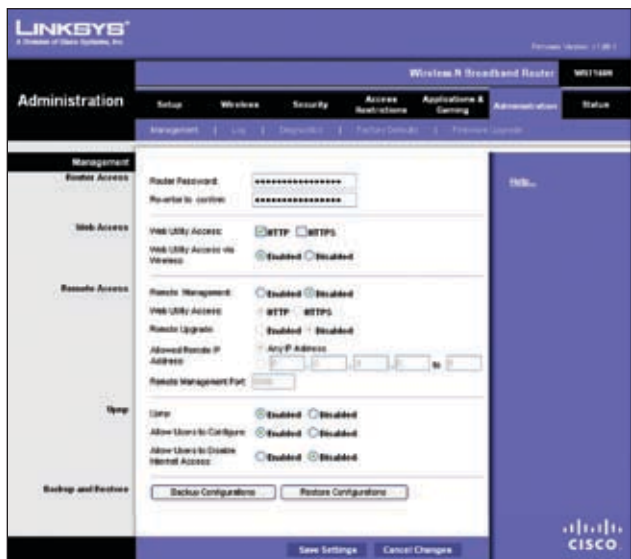 LINKSYS
A Division of Cisco Systems, Inc.
Firmware Version:
Wireless-N Broadband Router
Administration
Setup
Wireless
Security
Access Restrictions
Applications & Gaming
Administration
Status
Management | Log | Diagnostics | Factory Defaults | Firmware Upgrade
Management
Router Access
Router Password:
Re-enter to confirm:
Help...
Web Access
Web Utility Access: HTTP HTTPS
Web Utility Access via Wireless: Enabled Disabled
Remote Access
Remote Management: Enabled Disabled
Web Utility Access: HTTP HTTPS
Remote Upgrade: Enabled Disabled
Allowed Remote IP Address: Any IP Address
to
Remote Management Port:
Upnp
Upnp: Enabled Disabled
Allow Users to Configure: Enabled Disabled
Allow Users to Disable Internet Access: Enabled Disabled
Backup and Restore
Backup Configurations
Restore Configurations
Save Settings
Cancel Changes
CISCO